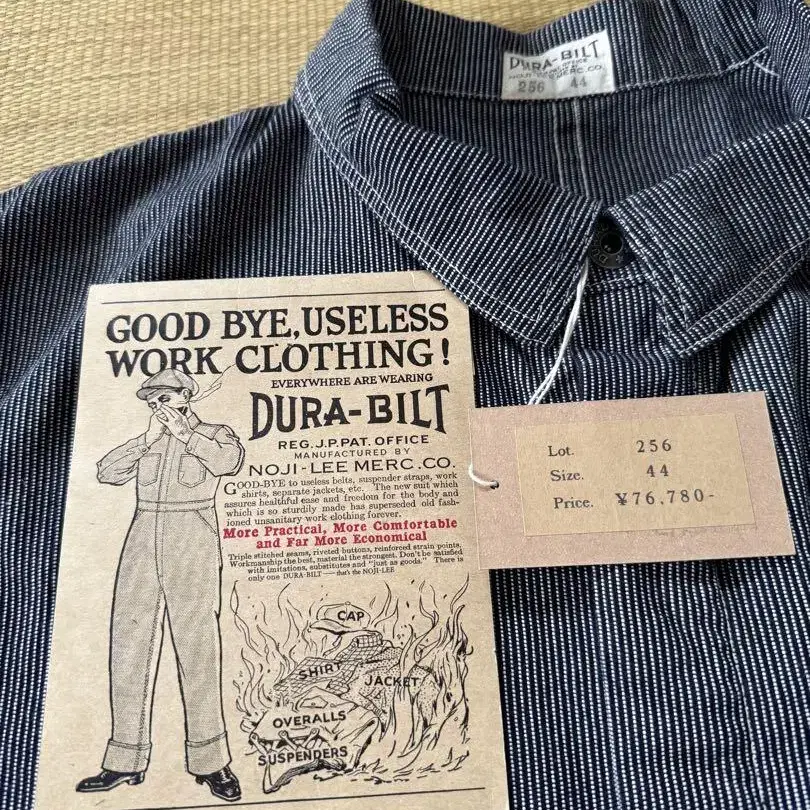 DURA-BILT
256 44
GOOD BYE, USELESS
WORK CLOTHING!
EVERYWHERE ARE WEARING
DURA-BILT
REG. J.P. PAT. OFFICE
MANUFACTURED BY
NOJI-LEE MERC. CO.
GOOD-BYE to useless belts, suspender straps, work
shirts, separate jackets, etc. The new suit which
assures healthful ease and freedom for the body and
which is so sturdily made has superseded old fash-
ioned unsanitary work clothing forever.
More Practical, More Comfortable
and Far More Economical
Triple stitched seams, riveted buttons, reinforced strain points.
Workmanship the best, material the strongest. Don't be satisfied
with imitations, substitutes and "just as goods." There is
only one DURA-BILT — that's the NOJI-LEE
CAP
SHIRT
JACKET
OVERALLS
SUSPENDERS
Lot. 256
Size. 44
Price. ¥76,780-